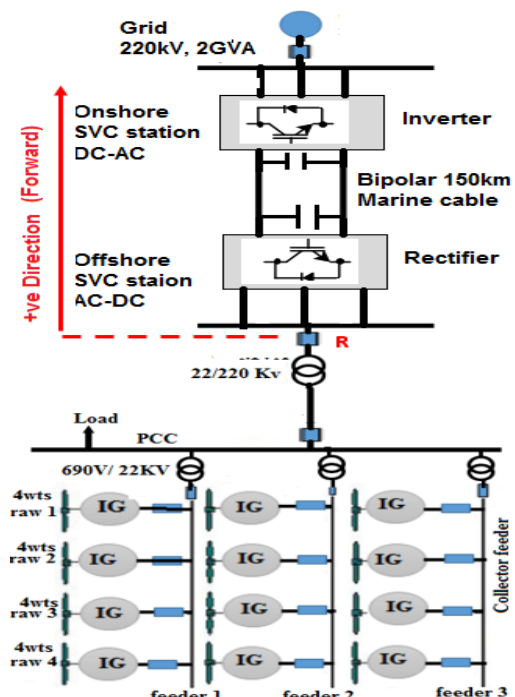 Grid
220kV, 2GVA
Onshore
SVC station
DC-AC
Inverter
Bipolar 150km
Marine cable
+ve Direction (Forward)
Offshore
SVC staion
AC-DC
Rectifier
R
22/220 Kv
Load
PCC
690V/ 22KV
4wts
raw 1
IG
IG
IG
4wts
raw 2
IG
IG
IG
4wts
raw 3
IG
IG
IG
4wts
raw 4
IG
IG
IG
Collector feeder
feeder 1
feeder 2
feeder 3